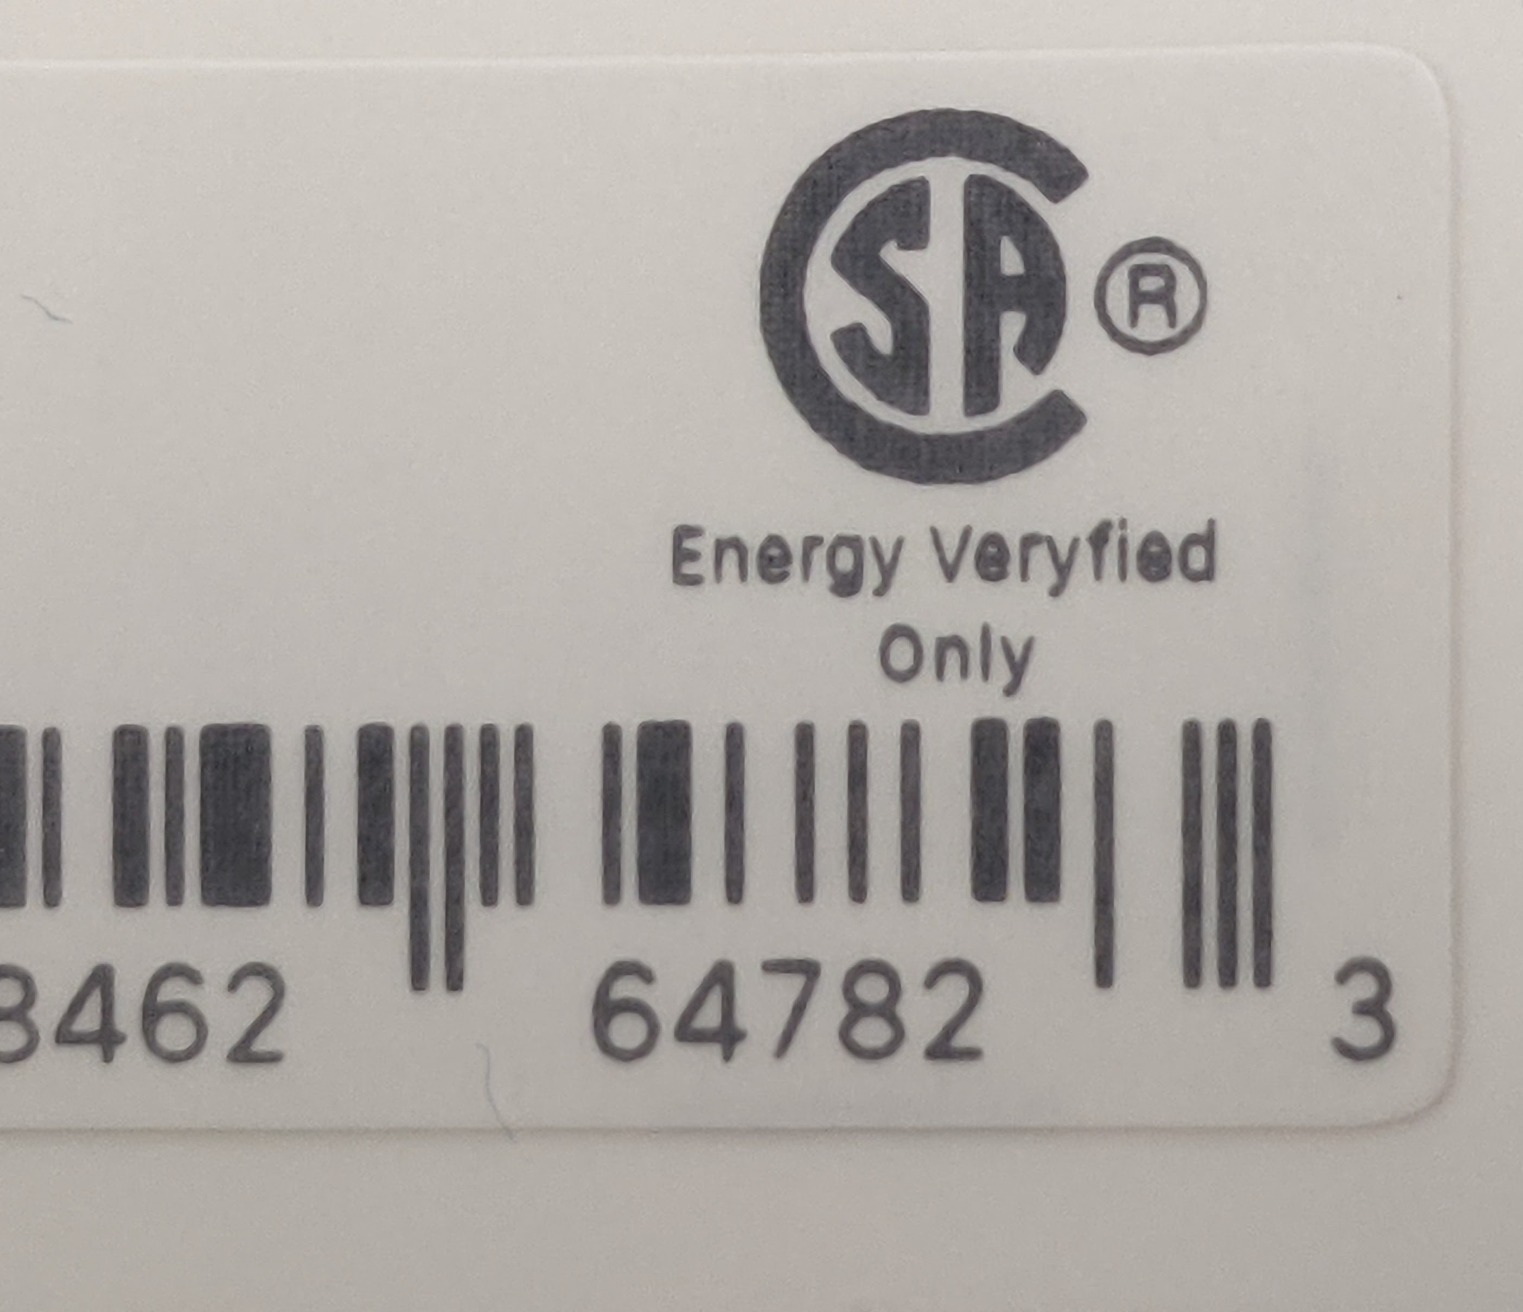 CSA ®
Energy Veryfied
Only
8462 64782 3